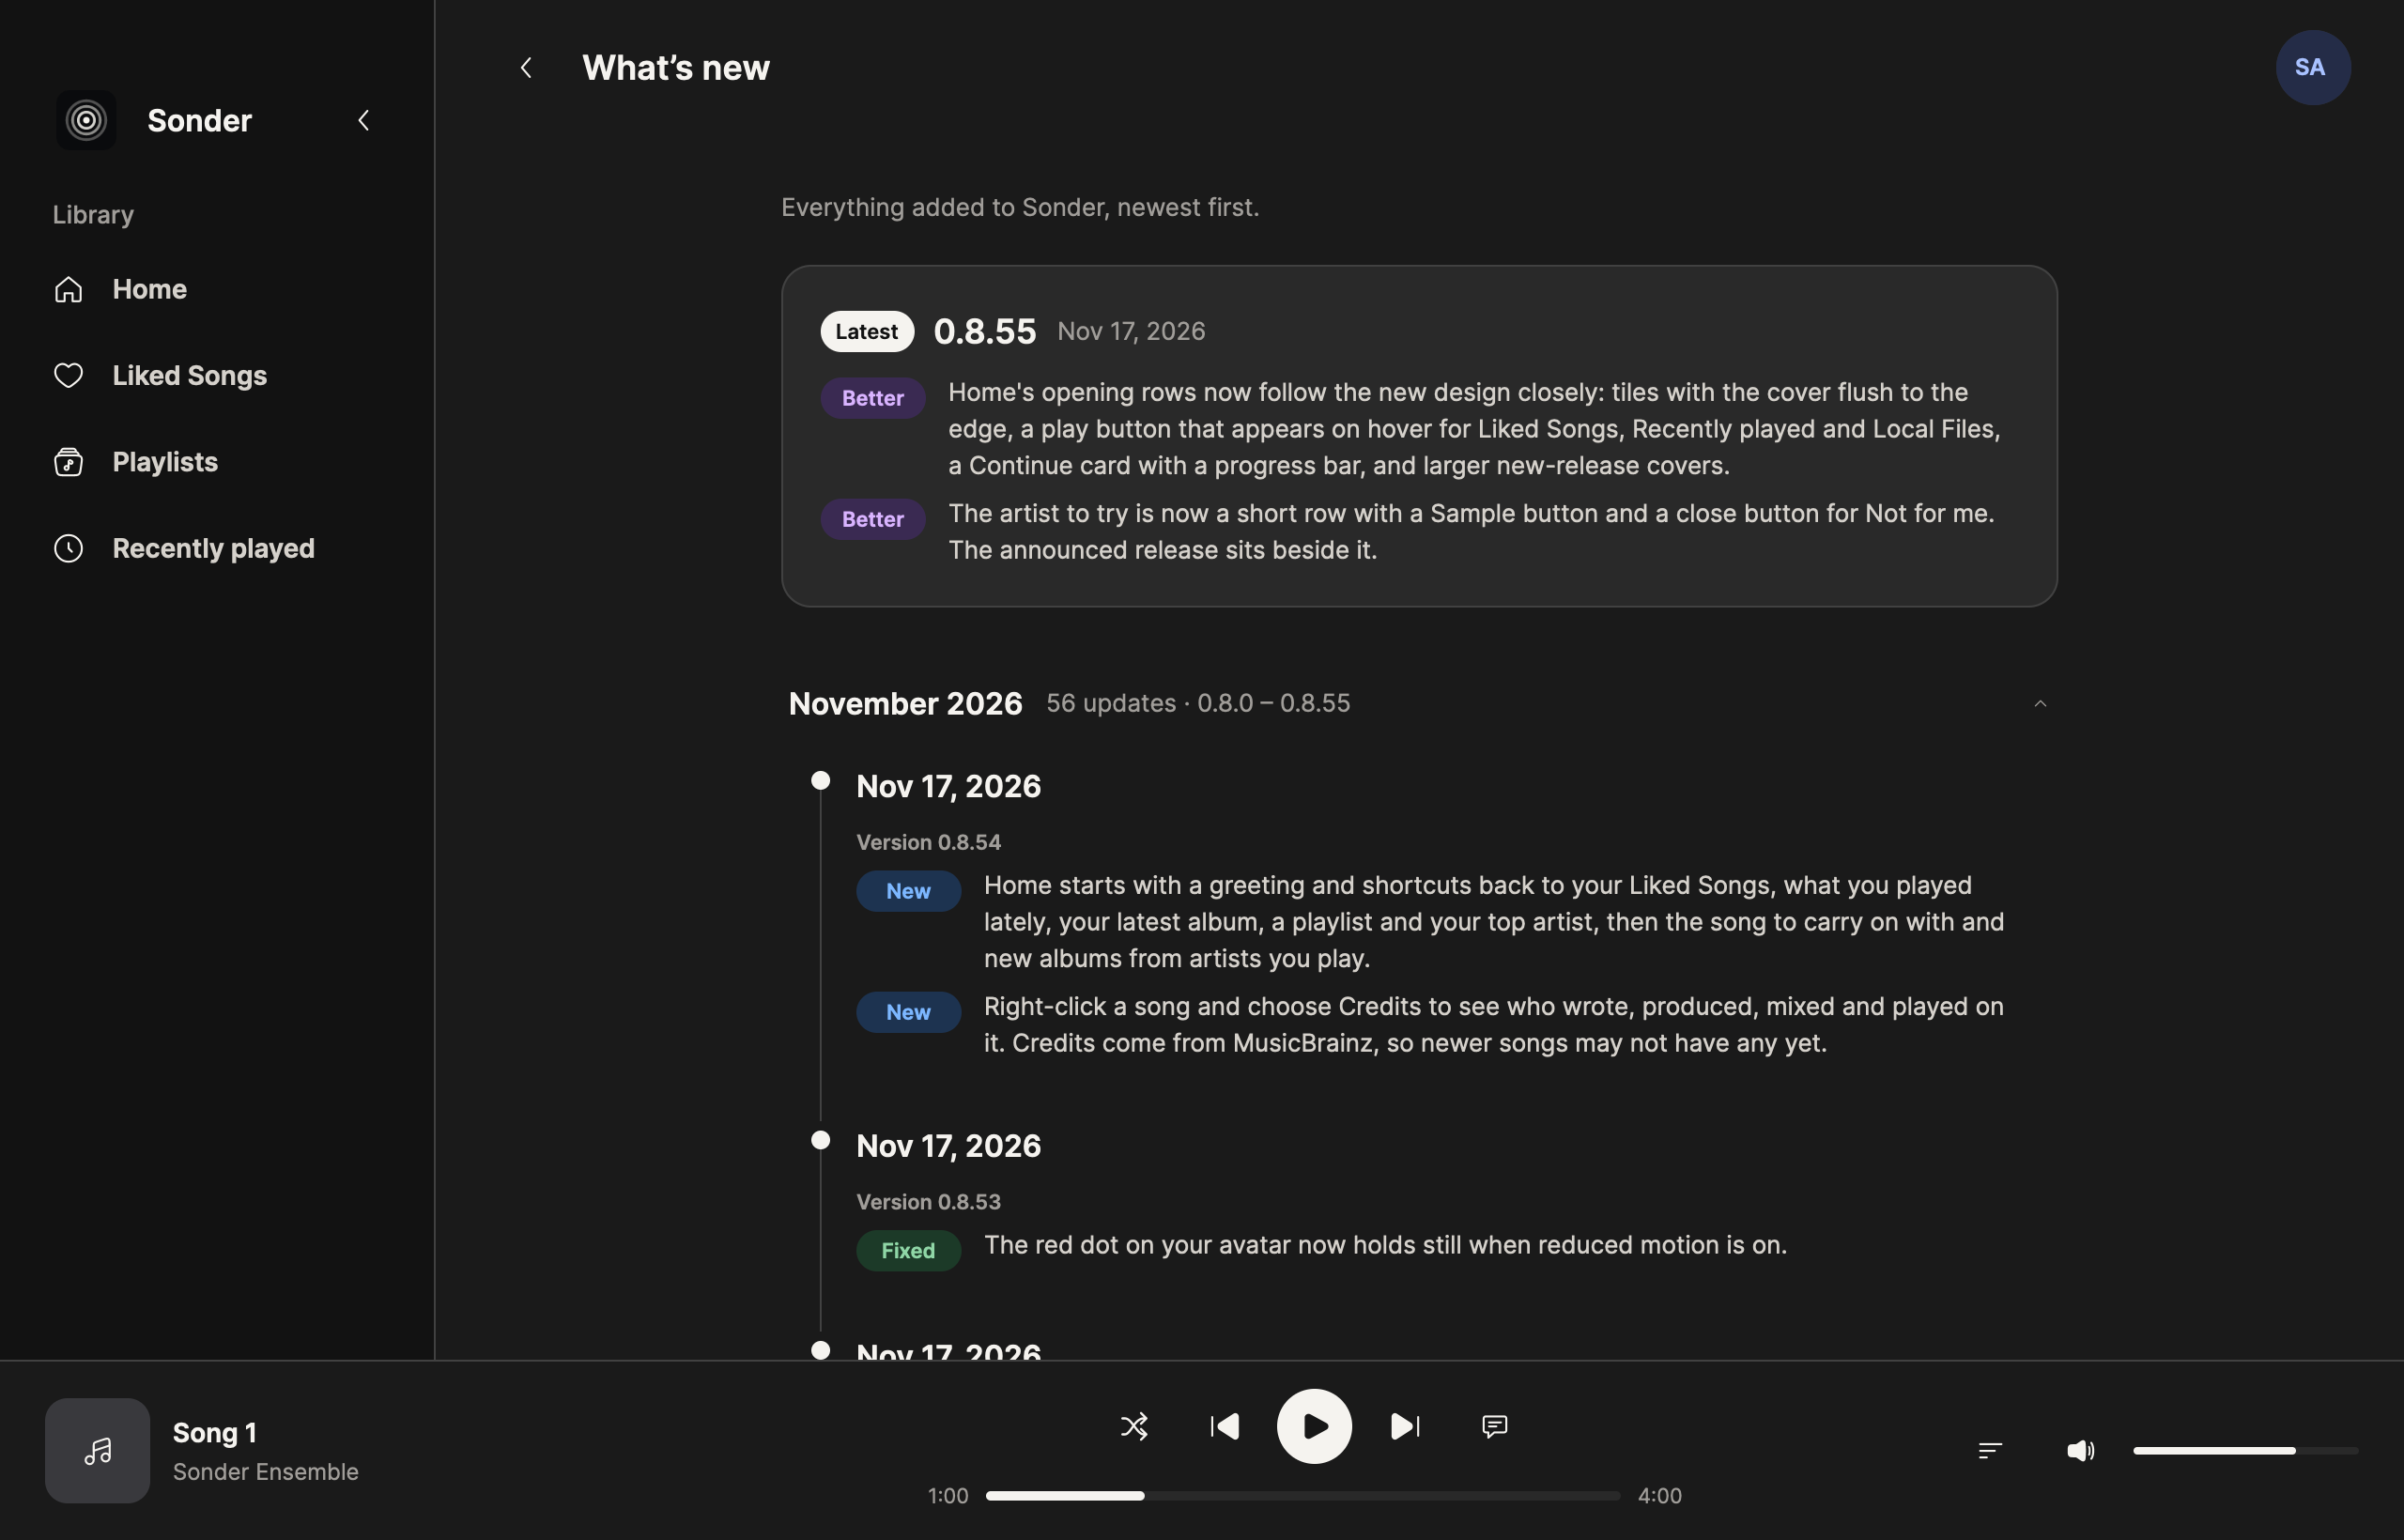 What’s new
SA
Sonder
Library
Home
Liked Songs
Playlists
Recently played
Everything added to Sonder, newest first.
Latest 0.8.55 Nov 17, 2026
Better Home's opening rows now follow the new design closely: tiles with the cover flush to the
edge, a play button that appears on hover for Liked Songs, Recently played and Local Files,
a Continue card with a progress bar, and larger new-release covers.
Better The artist to try is now a short row with a Sample button and a close button for Not for me.
The announced release sits beside it.
November 2026 56 updates · 0.8.0 – 0.8.55
Nov 17, 2026
Version 0.8.54
New Home starts with a greeting and shortcuts back to your Liked Songs, what you played
lately, your latest album, a playlist and your top artist, then the song to carry on with and
new albums from artists you play.
New Right-click a song and choose Credits to see who wrote, produced, mixed and played on
it. Credits come from MusicBrainz, so newer songs may not have any yet.
Nov 17, 2026
Version 0.8.53
Fixed The red dot on your avatar now holds still when reduced motion is on.
Nov 17, 2026
Song 1
Sonder Ensemble
1:00 4:00